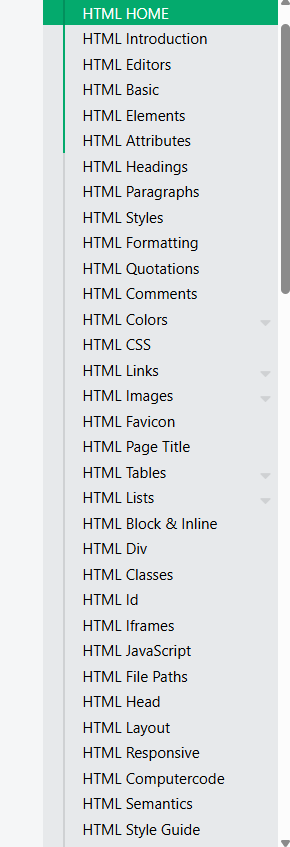 HTML HOME
HTML Introduction
HTML Editors
HTML Basic
HTML Elements
HTML Attributes
HTML Headings
HTML Paragraphs
HTML Styles
HTML Formatting
HTML Quotations
HTML Comments
HTML Colors
HTML CSS
HTML Links
HTML Images
HTML Favicon
HTML Page Title
HTML Tables
HTML Lists
HTML Block & Inline
HTML Div
HTML Classes
HTML Id
HTML Iframes
HTML JavaScript
HTML File Paths
HTML Head
HTML Layout
HTML Responsive
HTML Computercode
HTML Semantics
HTML Style Guide